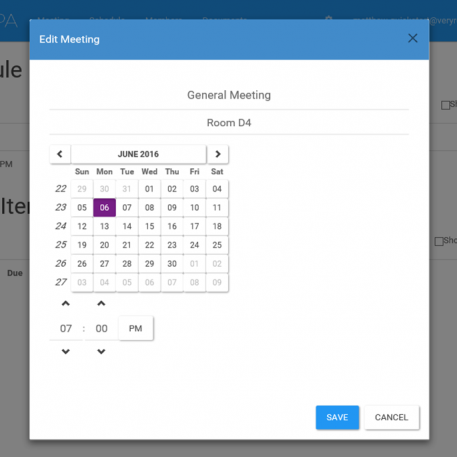 PA
Edit Meeting
General Meeting
Room D4
JUNE 2016
Sun Mon Tue Wed Thu Fri Sat
22 29 30 31 01 02 03 04
23 05 06 07 08 09 10 11
24 12 13 14 15 16 17 18
25 19 20 21 22 23 24 25
26 26 27 28 29 30 01 02
27 03 04 05 06 07 08 09
07 : 00 PM
SAVE CANCEL
PM
Due